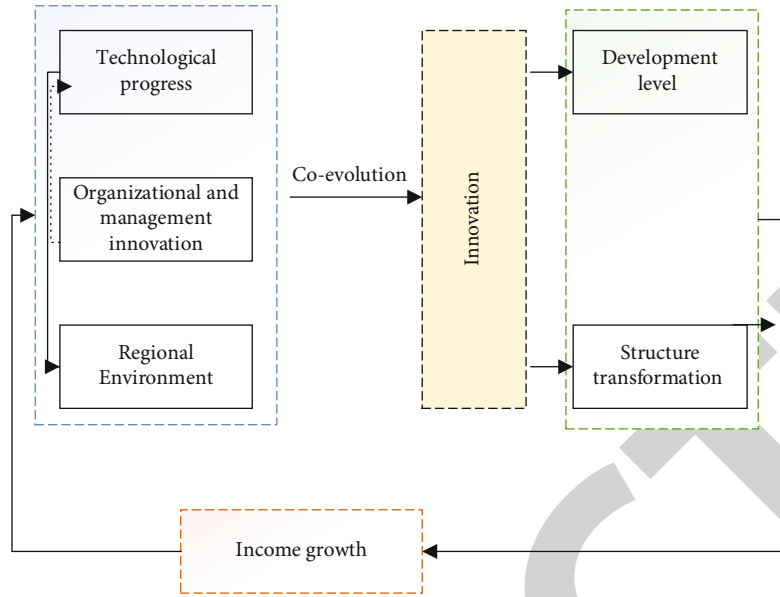 Technological
progress
Organizational and
management
innovation
Regional
Environment
Co-evolution
Innovation
Development
level
Structure
transformation
Income growth